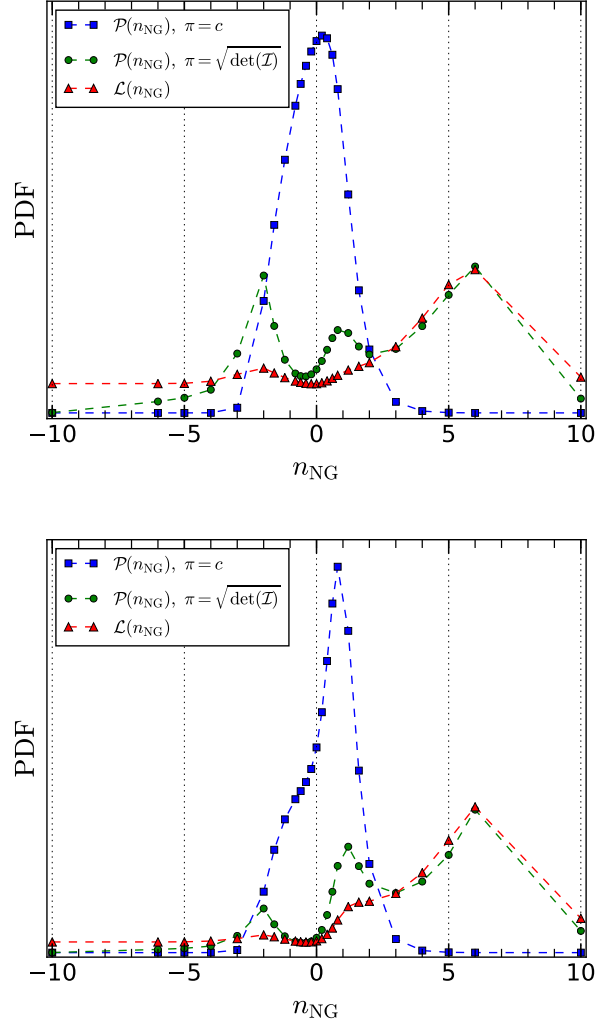 𝒫(n_NG), π = c
𝒫(n_NG), π = √det(ℐ)
ℒ(n_NG)
PDF
−10 −5 0 5 10
n_NG
𝒫(n_NG), π = c
𝒫(n_NG), π = √det(ℐ)
ℒ(n_NG)
PDF
−10 −5 0 5 10
n_NG